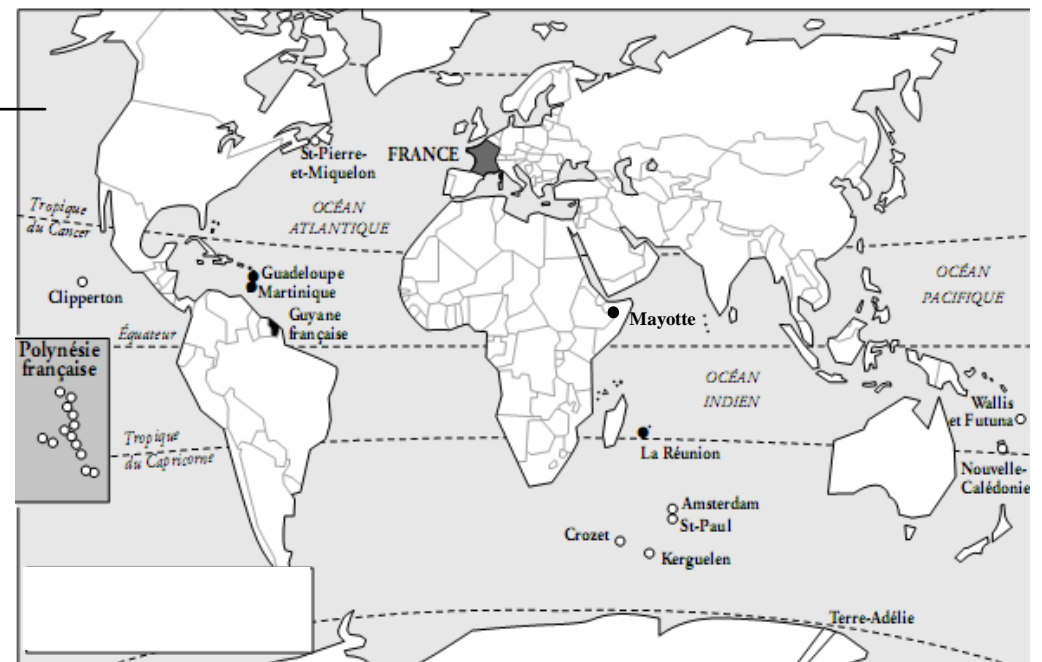 St-Pierre-
et-Miquelon
FRANCE
OCÉAN
ATLANTIQUE
Tropique
du Cancer
Clipperton
Guadeloupe
Martinique
Guyane
française
Équateur
Polynésie
française
Mayotte
OCÉAN
PACIFIQUE
OCÉAN
INDIEN
Wallis
et Futuna
Tropique
du Capricorne
La Réunion
Nouvelle-
Calédonie
Amsterdam
St-Paul
Crozet
Kerguelen
Terre-Adélie